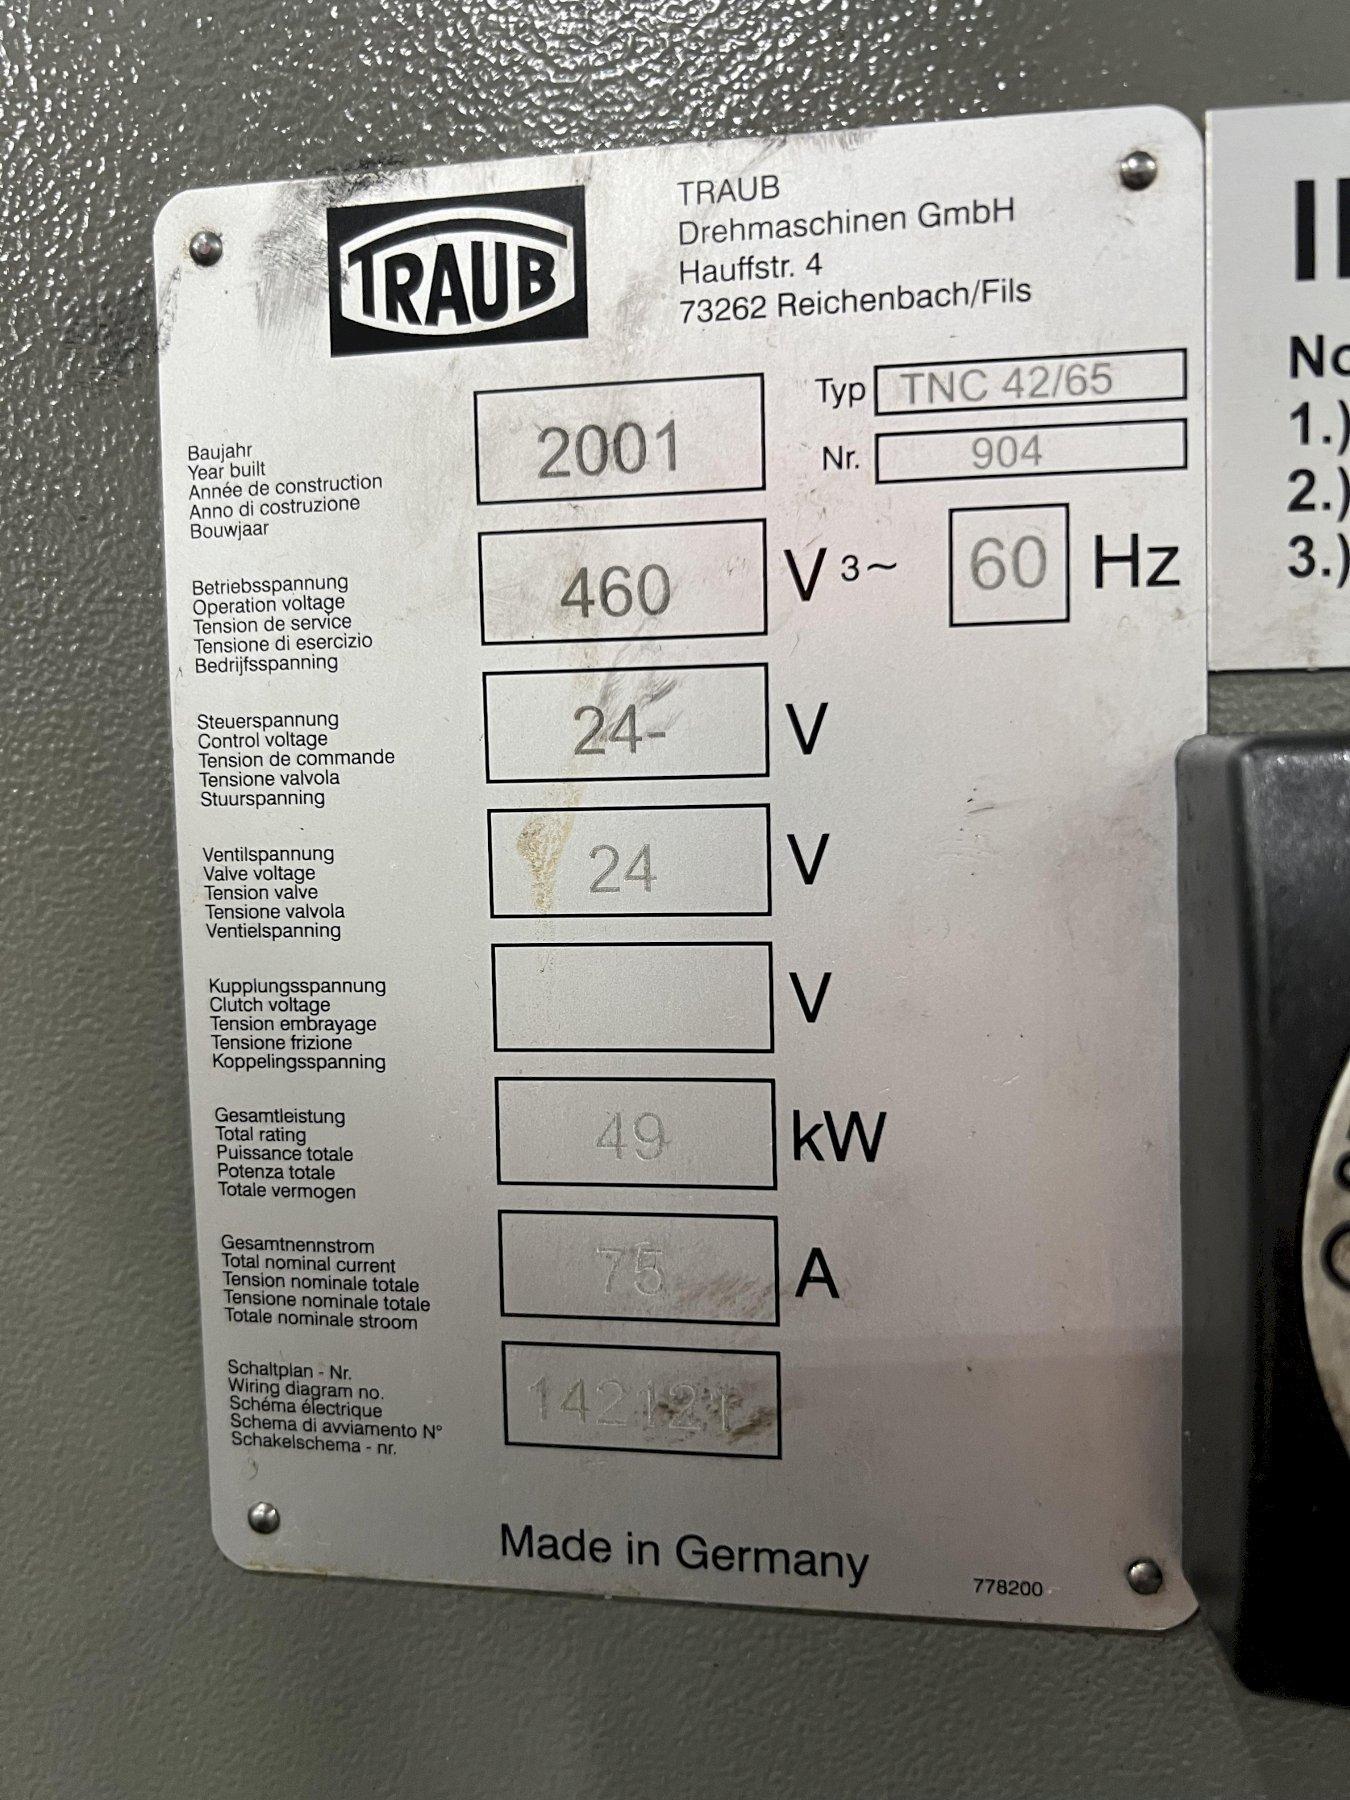 TRAUB
TRAUB
Drehmaschinen GmbH
Hauffstr. 4
73262 Reichenbach/Fils
Typ TNC 42/65
Nr. 904
Baujahr
Year built
Année de construction
Anno di costruzione
Bouwjaar
2001
Betriebsspannung
Operation voltage
Tension de service
Tensione di esercizio
Bedrijfsspanning
460 V 3~ 60 Hz
Steuerspannung
Control voltage
Tension de commande
Tensione valvola
Stuurspanning
24- V
Ventilspannung
Valve voltage
Tension valve
Tensione valvola
Ventielspanning
24 V
Kupplungsspannung
Clutch voltage
Tension embrayage
Tensione frizione
Koppelingsspanning
V
Gesamtleistung
Total rating
Puissance totale
Potenza totale
Totale vermogen
49 kW
Gesamtnennstrom
Total nominal current
Tension nominale totale
Tensione nominale totale
Totale nominale stroom
75 A
Schaltplan - Nr.
Wiring diagram no.
Schéma électrique
Schema di avviamento N°
Schakelschema - nr.
142121
Made in Germany
778200
1.)
2.)
3.)